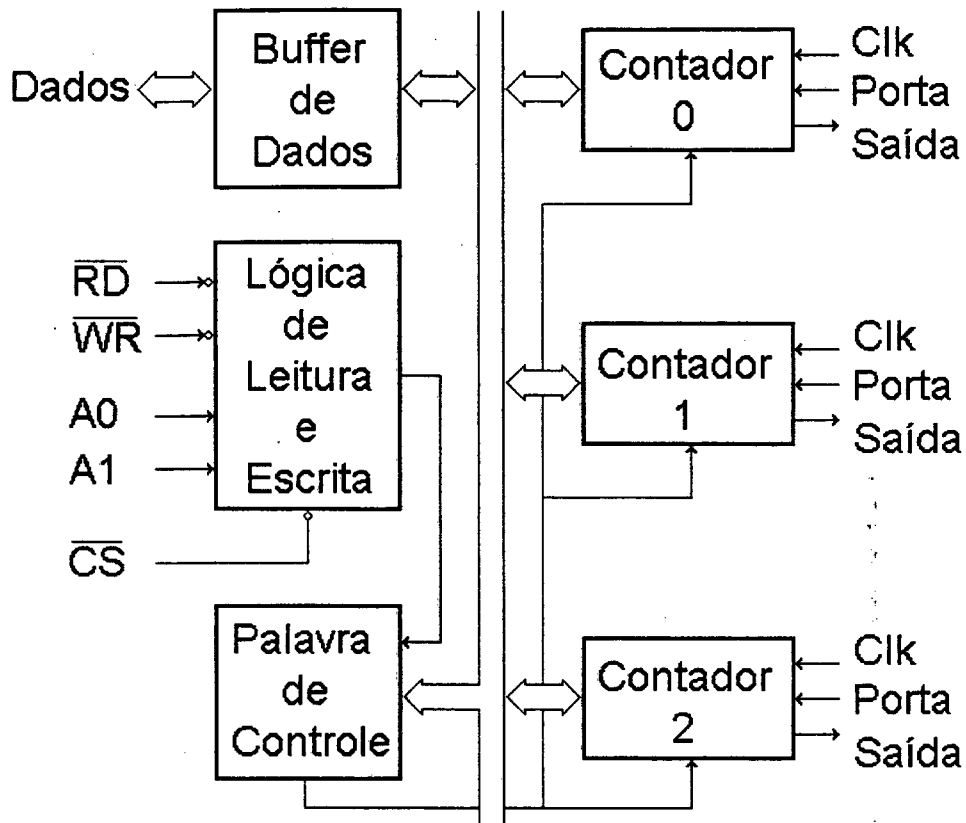 Dados
Buffer
de
Dados
Contador
0
Clk
Porta
Saída
RD
WR
A0
A1
CS
Lógica
de
Leitura
e
Escrita
Contador
1
Clk
Porta
Saída
Palavra
de
Controle
Contador
2
Clk
Porta
Saída